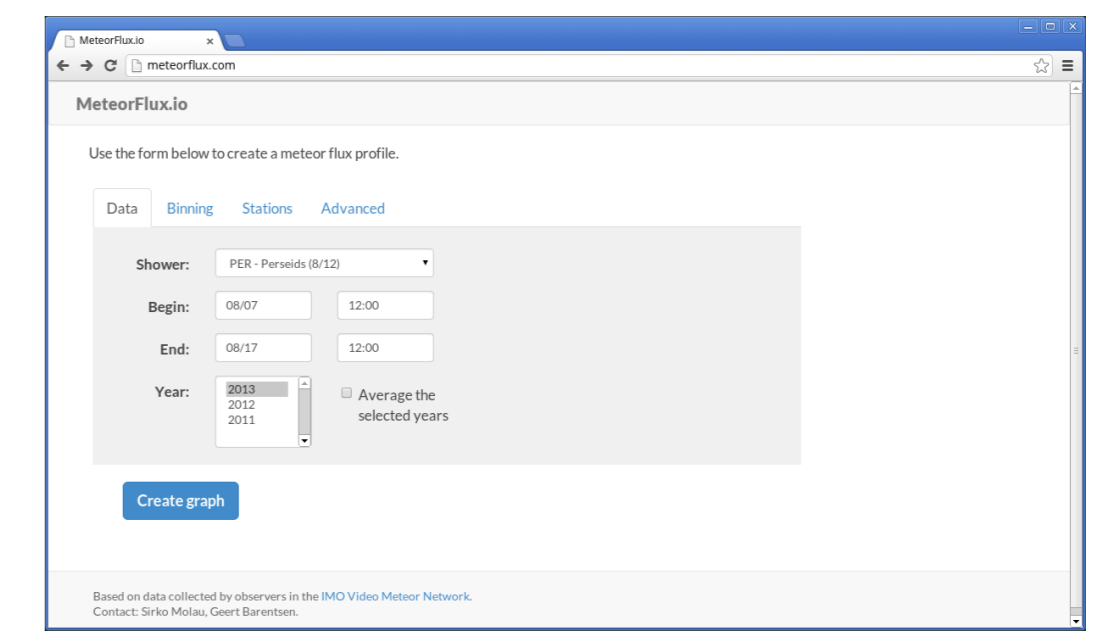 MeteorFlux.io
meteorflux.com
MeteorFlux.io
Use the form below to create a meteor flux profile.
Data Binning Stations Advanced
Shower: PER - Perseids (8/12)
Begin: 08/07 12:00
End: 08/17 12:00
Year: 2013
2012
2011
Average the
selected years
Create graph
Based on data collected by observers in the IMO Video Meteor Network.
Contact: Sirko Molau, Geert Barentsen.